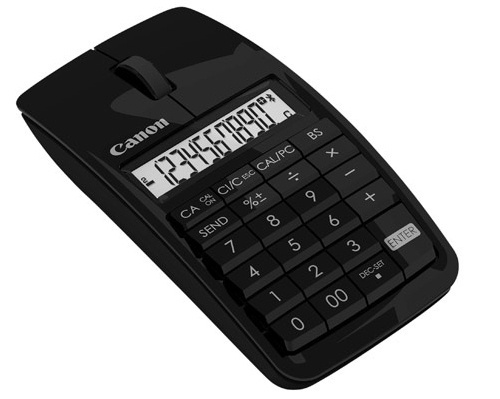 Canon
-1234567890
CA CAL ON CI/C ESC CAL/PC BS
SEND %± ÷ ×
7 8 9 −
4 5 6 +
1 2 3 ENTER
0 00 DEC-SET .